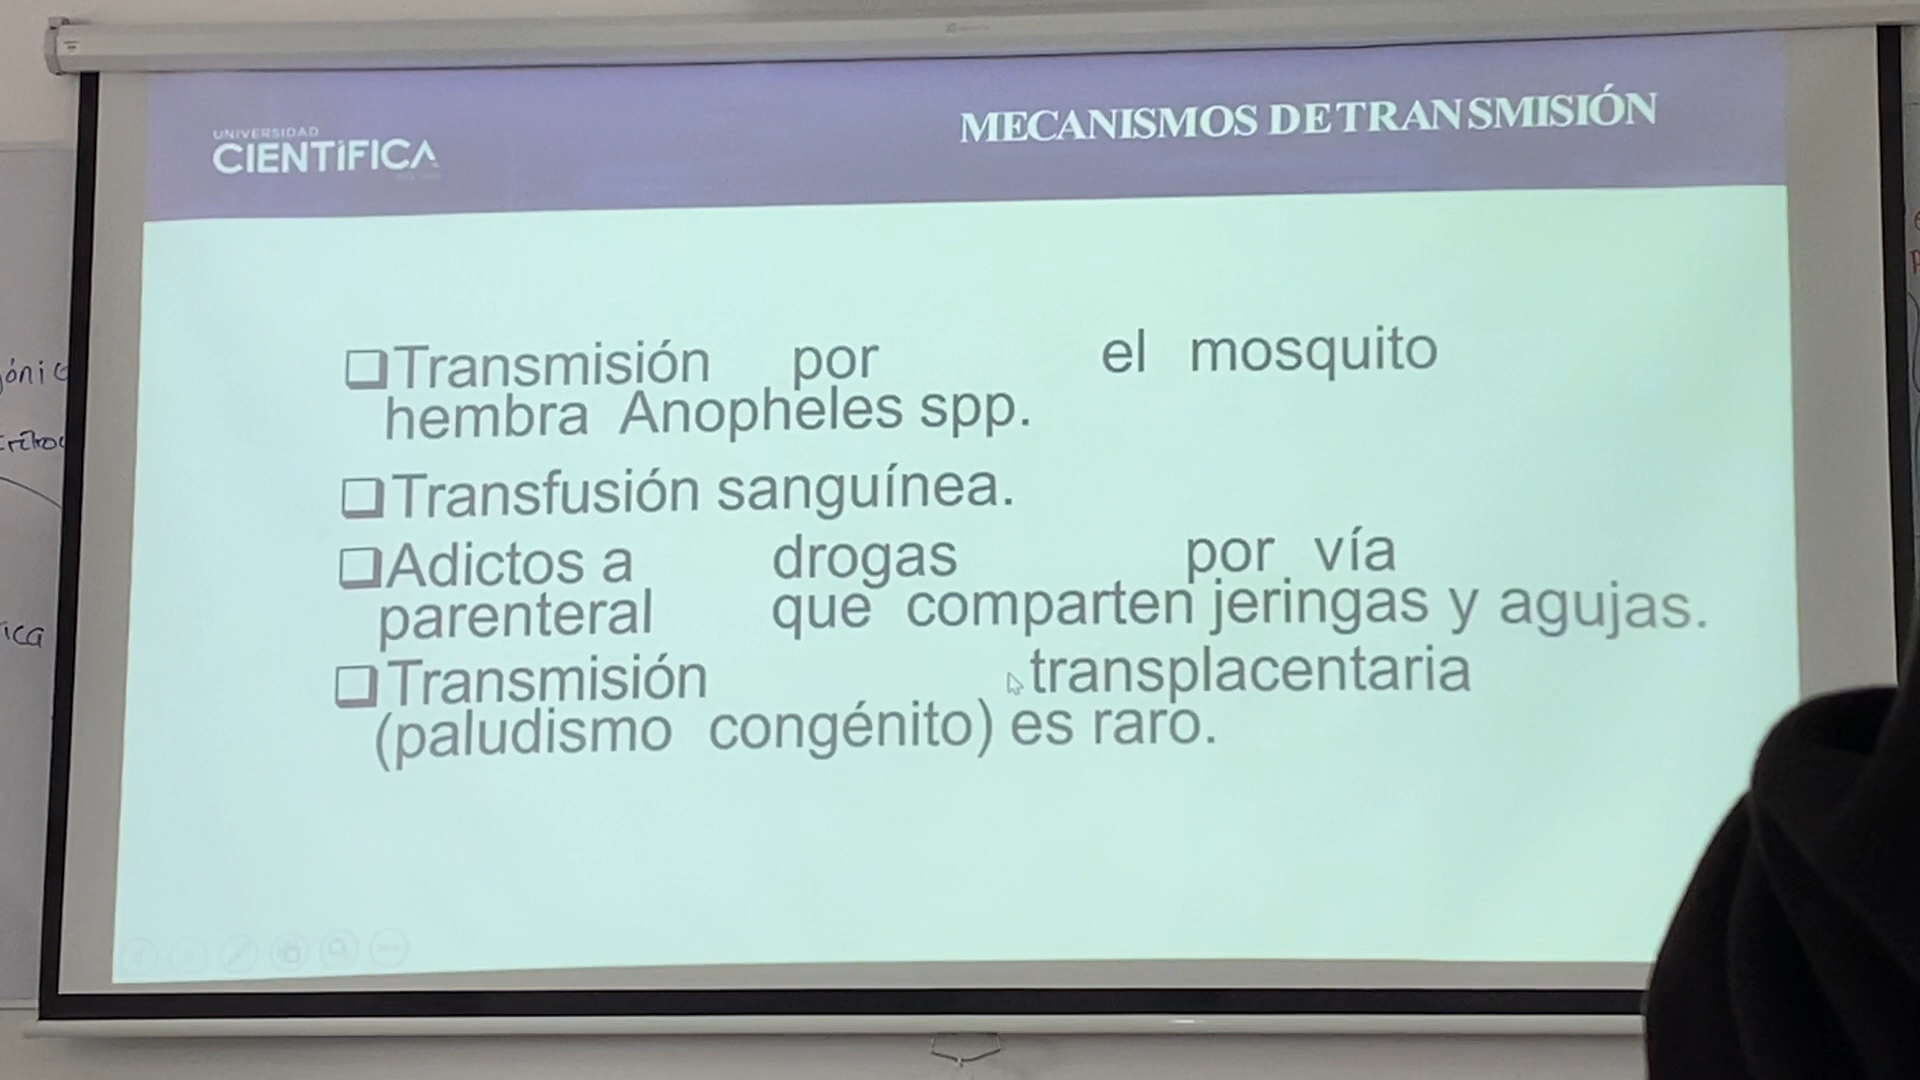 UNIVERSIDAD
CIENTÍFICA
MECANISMOS DE TRANSMISIÓN
❑Transmisión por el mosquito
hembra Anopheles spp.
❑Transfusión sanguínea.
❑Adictos a drogas por vía
parenteral que comparten jeringas y agujas.
❑Transmisión transplacentaria
(paludismo congénito) es raro.